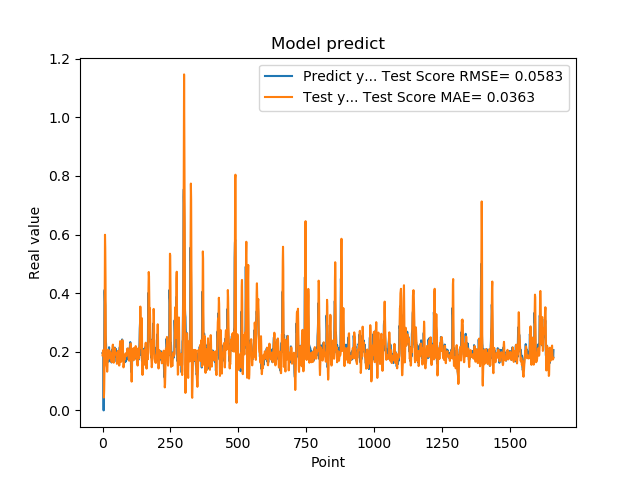 Model predict
Predict y... Test Score RMSE= 0.0583
Test y... Test Score MAE= 0.0363
1.2
1.0
0.8
0.6
0.4
0.2
0.0
Real value
0 250 500 750 1000 1250 1500
Point